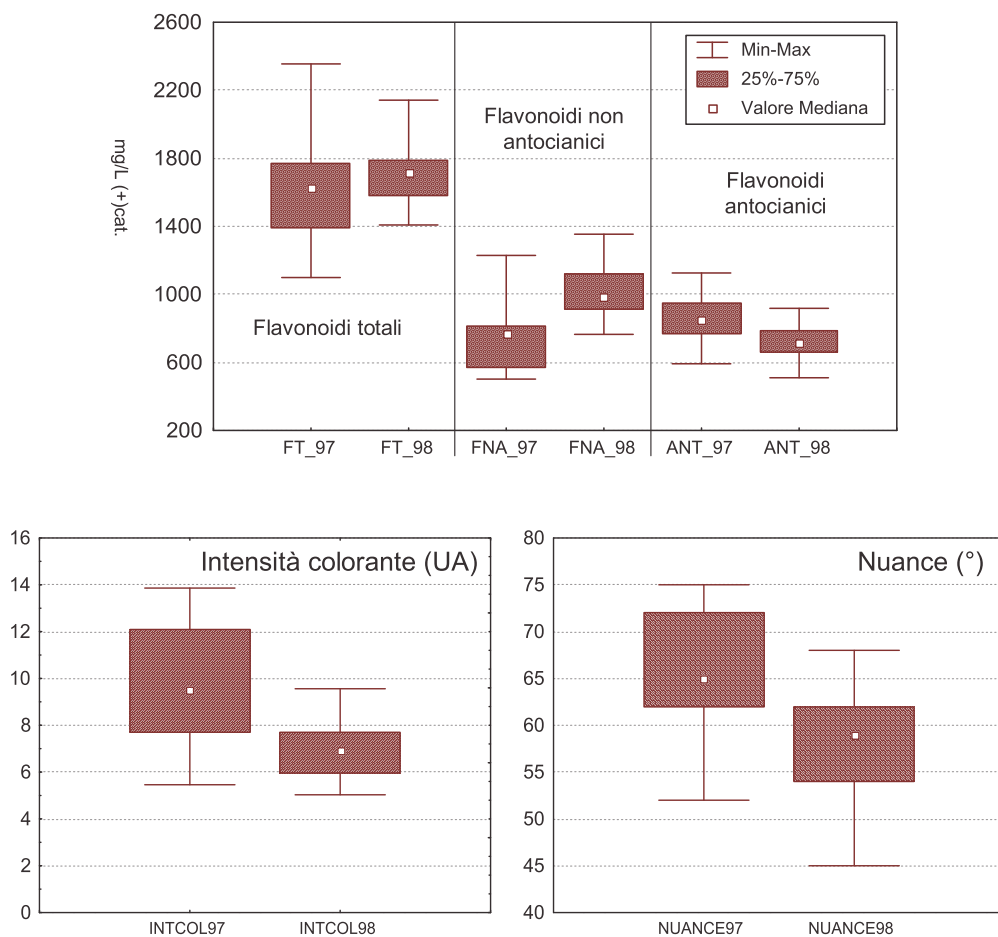 2600
2200
1800
1400
1000
600
200
mg/L (+)cat.
Min-Max
25%-75%
Valore Mediana
Flavonoidi non
antocianici
Flavonoidi
antocianici
Flavonoidi totali
FT_97
FT_98
FNA_97
FNA_98
ANT_97
ANT_98
Intensità colorante (UA)
16
14
12
10
8
6
4
2
0
INTCOL97
INTCOL98
Nuance (°)
80
75
70
65
60
55
50
45
40
NUANCE97
NUANCE98